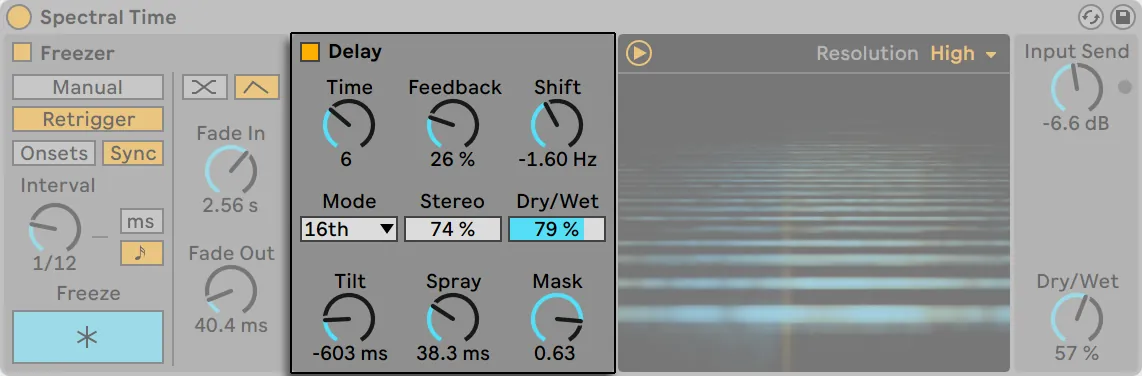 Spectral Time
Freezer
Manual
Retrigger
Onsets Sync
Interval
1/12
ms
Freeze
Fade In
2.56 s
Fade Out
40.4 ms
Delay
Time Feedback Shift
6 26 % -1.60 Hz
Mode Stereo Dry/Wet
16th 74 % 79 %
Tilt Spray Mask
-603 ms 38.3 ms 0.63
Resolution High
Input Send
-6.6 dB
Dry/Wet
57 %